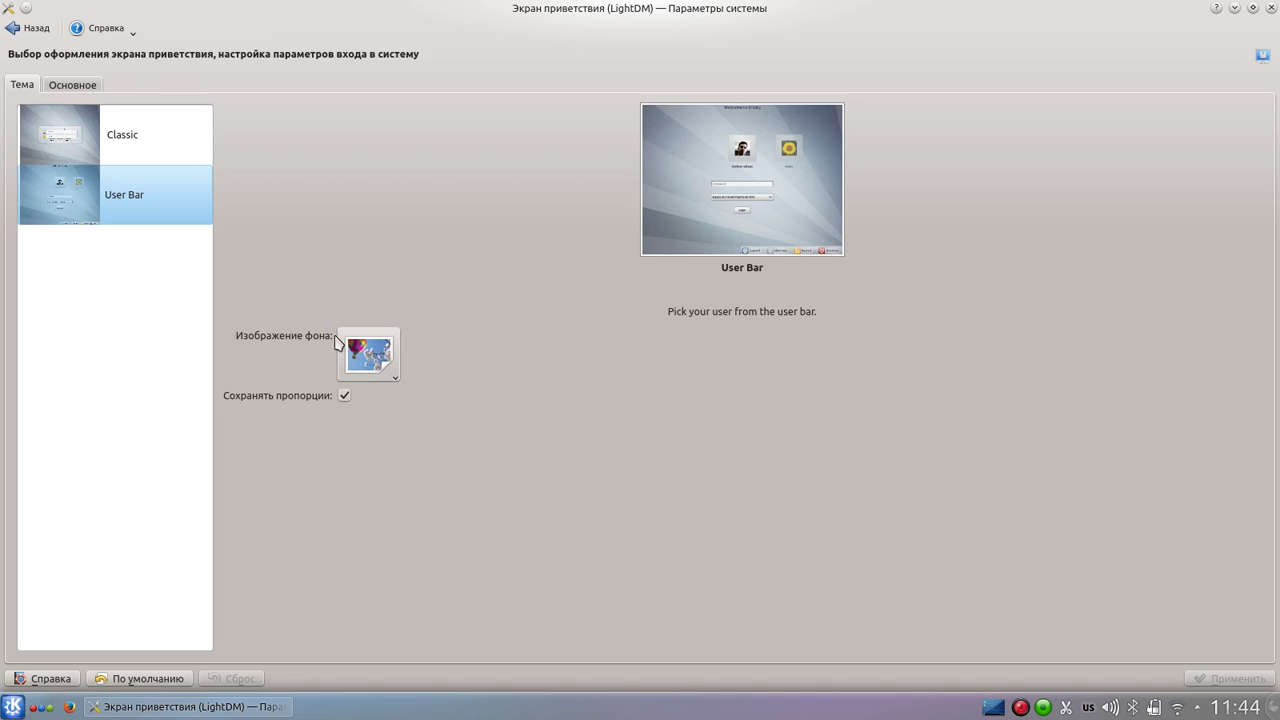 Экран приветствия (LightDM) — Параметры системы
Назад
Справка
Выбор оформления экрана приветствия, настройка параметров входа в систему
Тема
Основное
Classic
User Bar
User Bar
Pick your user from the user bar.
Изображение фона:
Сохранять пропорции:
Справка
По умолчанию
Сброс
Применить
Экран приветствия (LightDM) — Пара
us
11:44